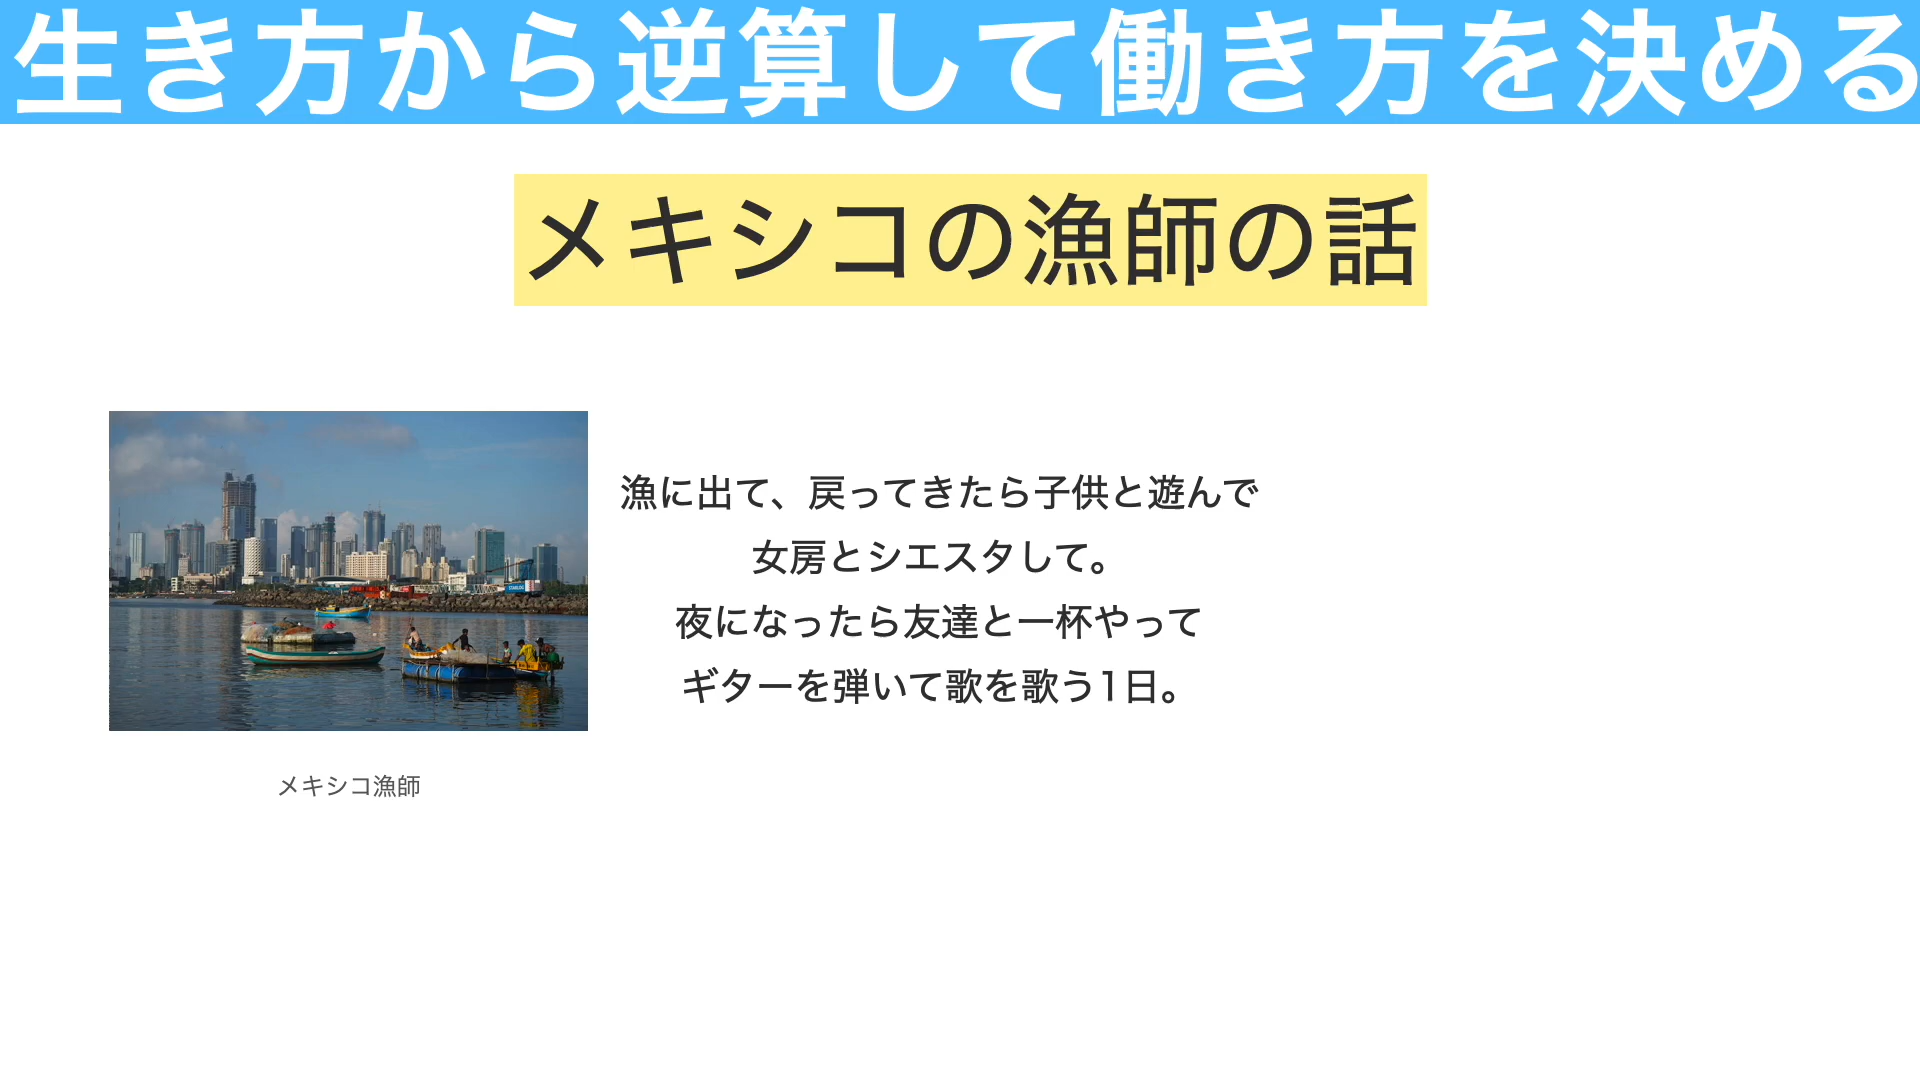 生き方から逆算して働き方を決める
メキシコの漁師の話
漁に出て、戻ってきたら子供と遊んで
女房とシエスタして。
夜になったら友達と一杯やって
ギターを弾いて歌を歌う1日。
メキシコ漁師